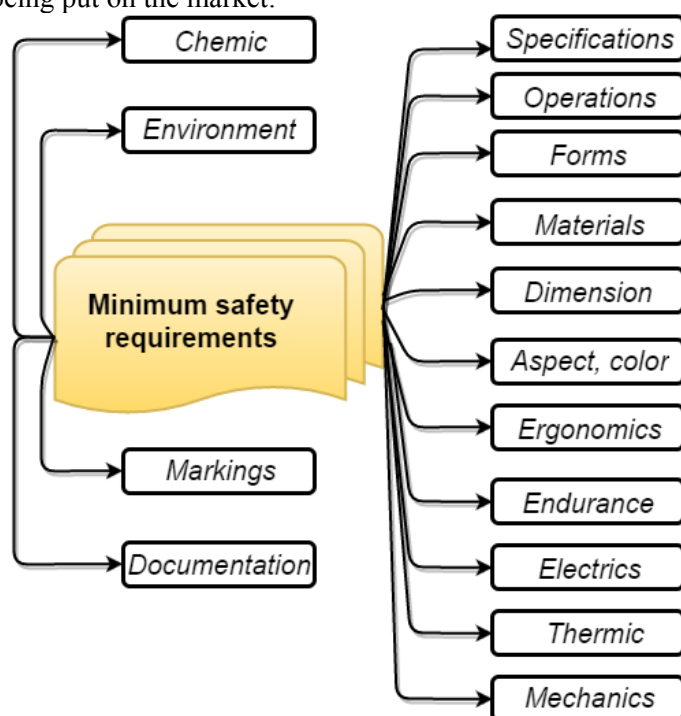 being put on the market.
Chemic
Environment
Minimum safety
requirements
Markings
Documentation
Specifications
Operations
Forms
Materials
Dimension
Aspect, color
Ergonomics
Endurance
Electrics
Thermic
Mechanics